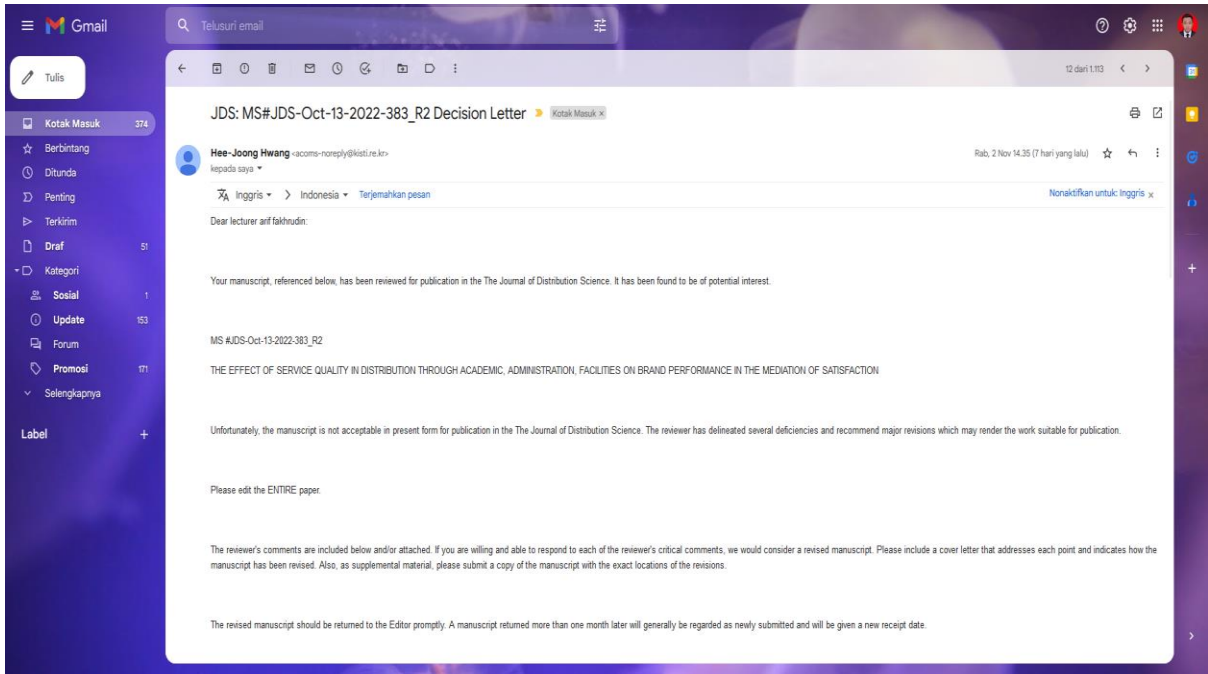 Gmail
Telusuri email
Tulis
12 dari 1.113
Kotak Masuk 374
Berbintang
Ditunda
Penting
Terkirim
Draf 51
Kategori
Sosial 1
Update 153
Forum
Promosi 171
Selengkapnya
Label
JDS: MS#JDS-Oct-13-2022-383_R2 Decision Letter
Kotak Masuk ×
Hee-Joong Hwang <acoms-noreply@kisti.re.kr>
Rab, 2 Nov 14.35 (7 hari yang lalu)
kepada saya
Inggris > Indonesia Terjemahkan pesan
Nonaktifkan untuk: Inggris ×
Dear lecturer arif fakhrudin:
Your manuscript, referenced below, has been reviewed for publication in the The Journal of Distribution Science. It has been found to be of potential interest.
MS #JDS-Oct-13-2022-383_R2
THE EFFECT OF SERVICE QUALITY IN DISTRIBUTION THROUGH ACADEMIC, ADMINISTRATION, FACILITIES ON BRAND PERFORMANCE IN THE MEDIATION OF SATISFACTION
Unfortunately, the manuscript is not acceptable in present form for publication in the The Journal of Distribution Science. The reviewer has delineated several deficiencies and recommend major revisions which may render the work suitable for publication.
Please edit the ENTIRE paper.
The reviewer's comments are included below and/or attached. If you are willing and able to respond to each of the reviewer's critical comments, we would consider a revised manuscript. Please include a cover letter that addresses each point and indicates how the
manuscript has been revised. Also, as supplemental material, please submit a copy of the manuscript with the exact locations of the revisions.
The revised manuscript should be returned to the Editor promptly. A manuscript returned more than one month later will generally be regarded as newly submitted and will be given a new receipt date.